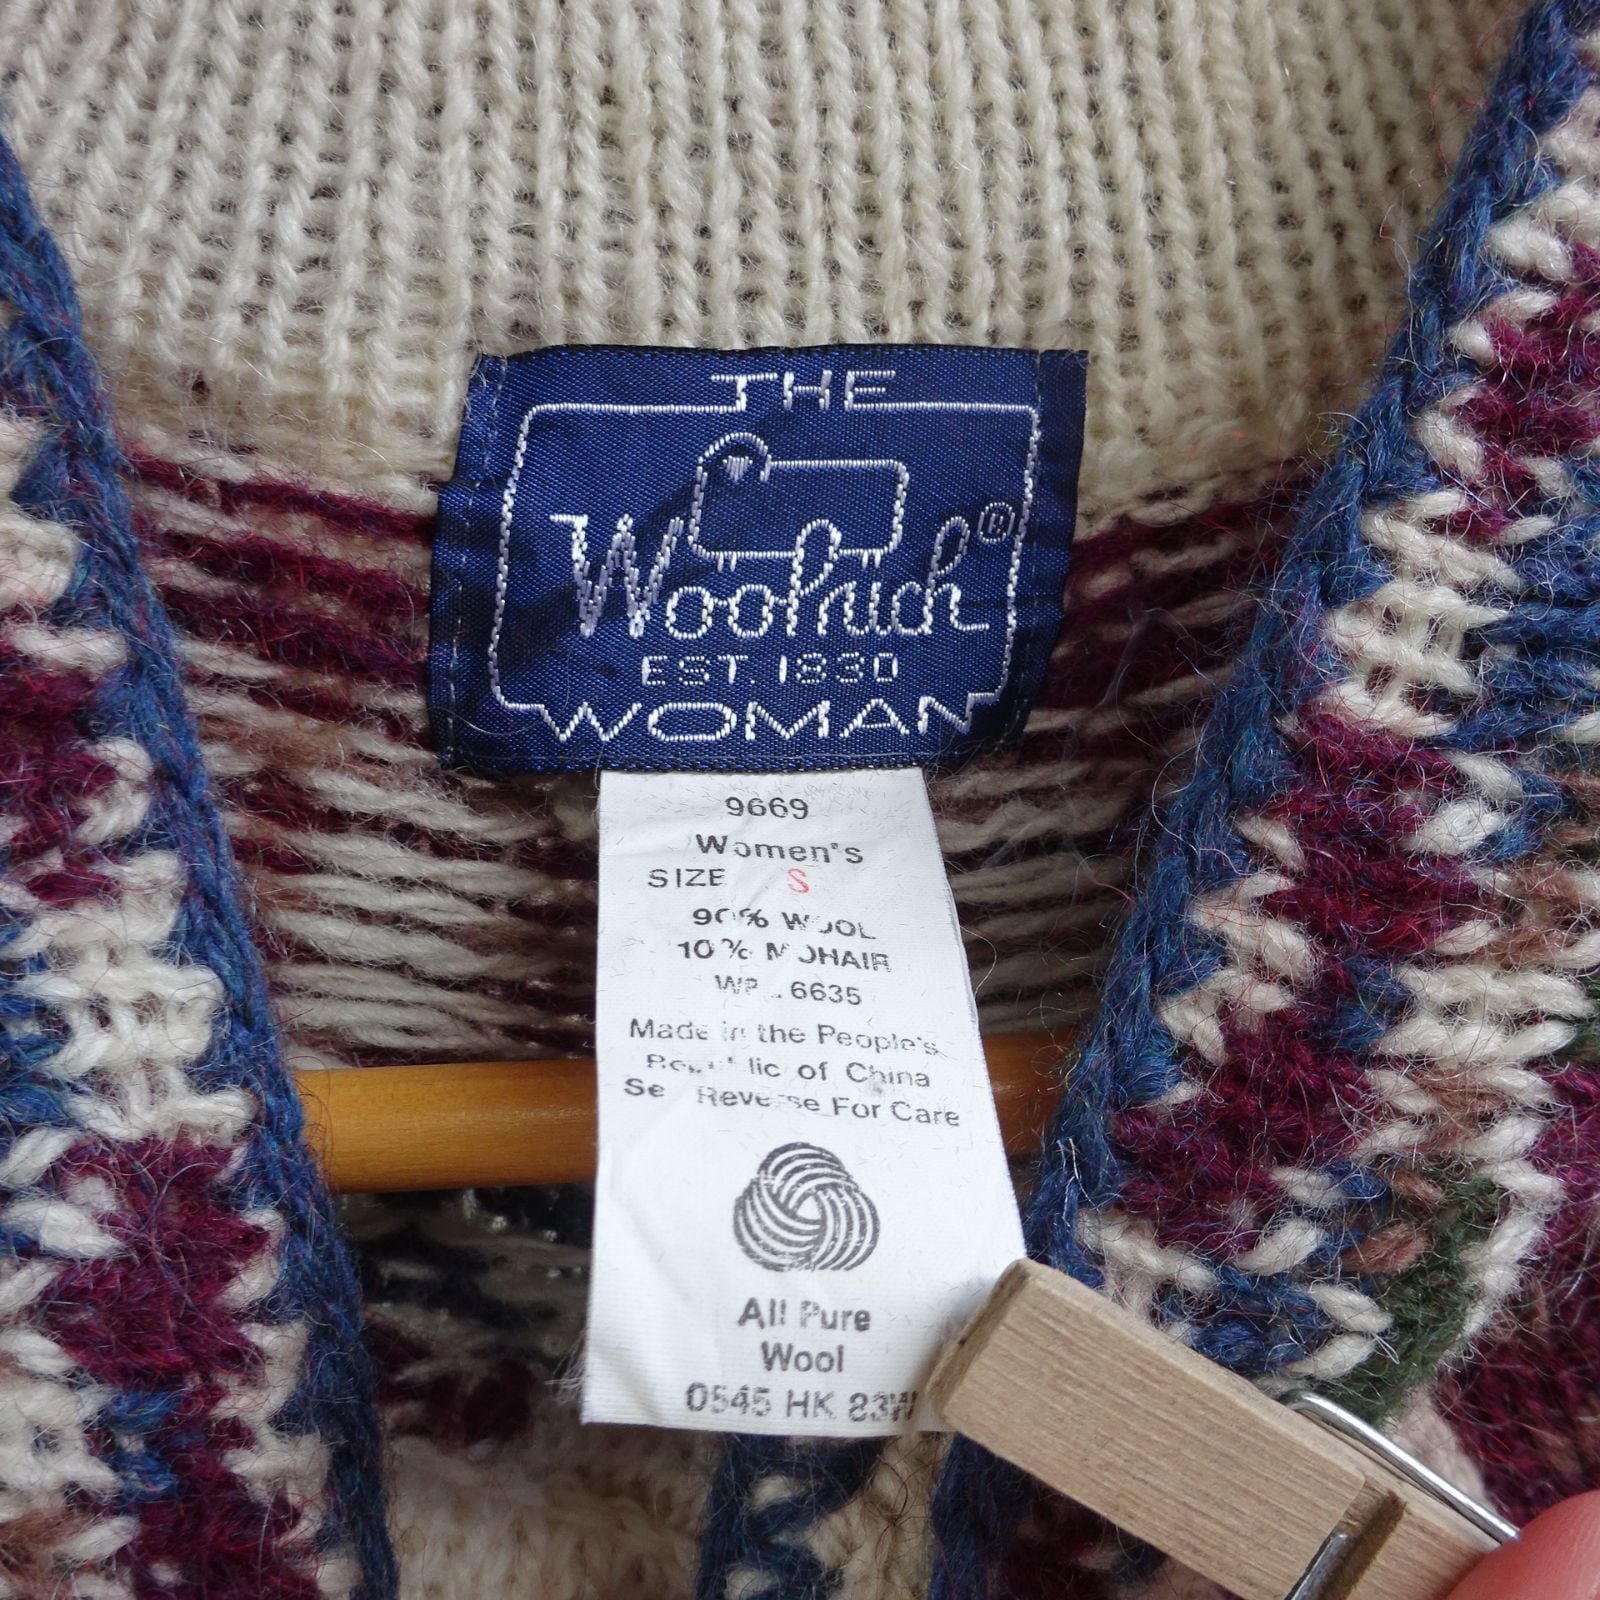 THE
Woolrich®
EST. 1830
WOMAN
9669
Women's
SIZE S
90% WOOL
10% MOHAIR
6635
Made in the People's
Republic of China
See Reverse For Care
All Pure
Wool
0545 HK 83W